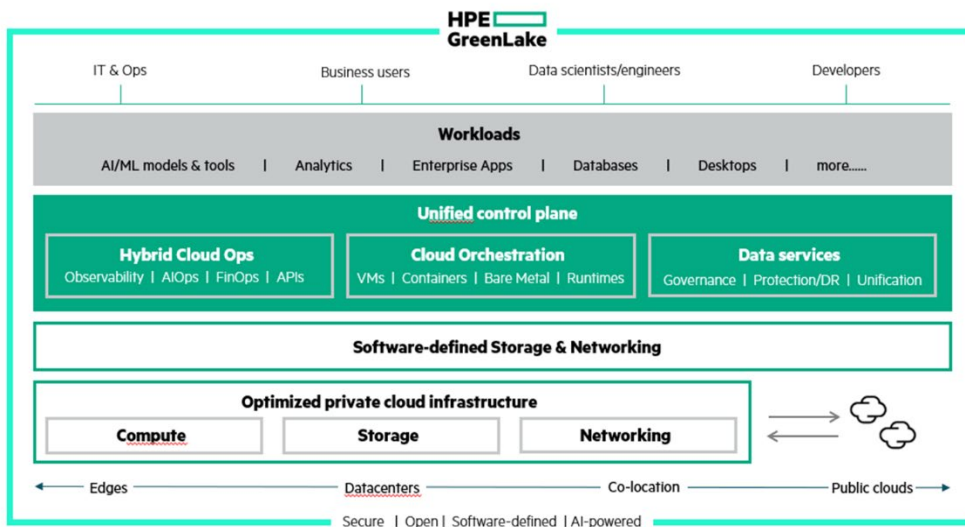 HPE
GreenLake
IT & Ops
Business users
Data scientists/engineers
Developers
Workloads
AI/ML models & tools | Analytics | Enterprise Apps | Databases | Desktops | more......
Unified control plane
Hybrid Cloud Ops
Observability | AIOps | FinOps | APIs
Cloud Orchestration
VMs | Containers | Bare Metal | Runtimes
Data services
Governance | Protection/DR | Unification
Software-defined Storage & Networking
Optimized private cloud infrastructure
Compute
Storage
Networking
Edges
Datacenters
Co-location
Public clouds
Secure | Open | Software-defined | AI-powered